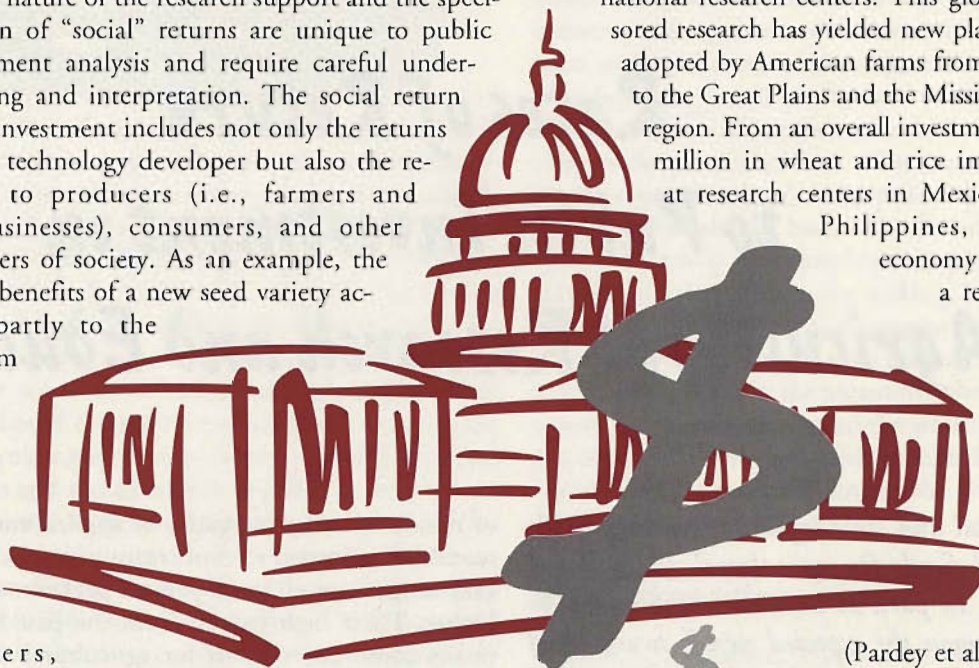 nature of the research support and the speci-
n of “social” returns are unique to public
ment analysis and require careful under-
ng and interpretation. The social return
investment includes not only the returns
technology developer but also the re-
to producers (i.e., farmers and
usinesses), consumers, and other
ers of society. As an example, the
benefits of a new seed variety ac-
partly to the
m
ers,
national research centers. This glo
sored research has yielded new pla
adopted by American farms from
to the Great Plains and the Missi
region. From an overall investm
million in wheat and rice in
at research centers in Mexi
Philippines,
economy
a re
(Pardey et a
$